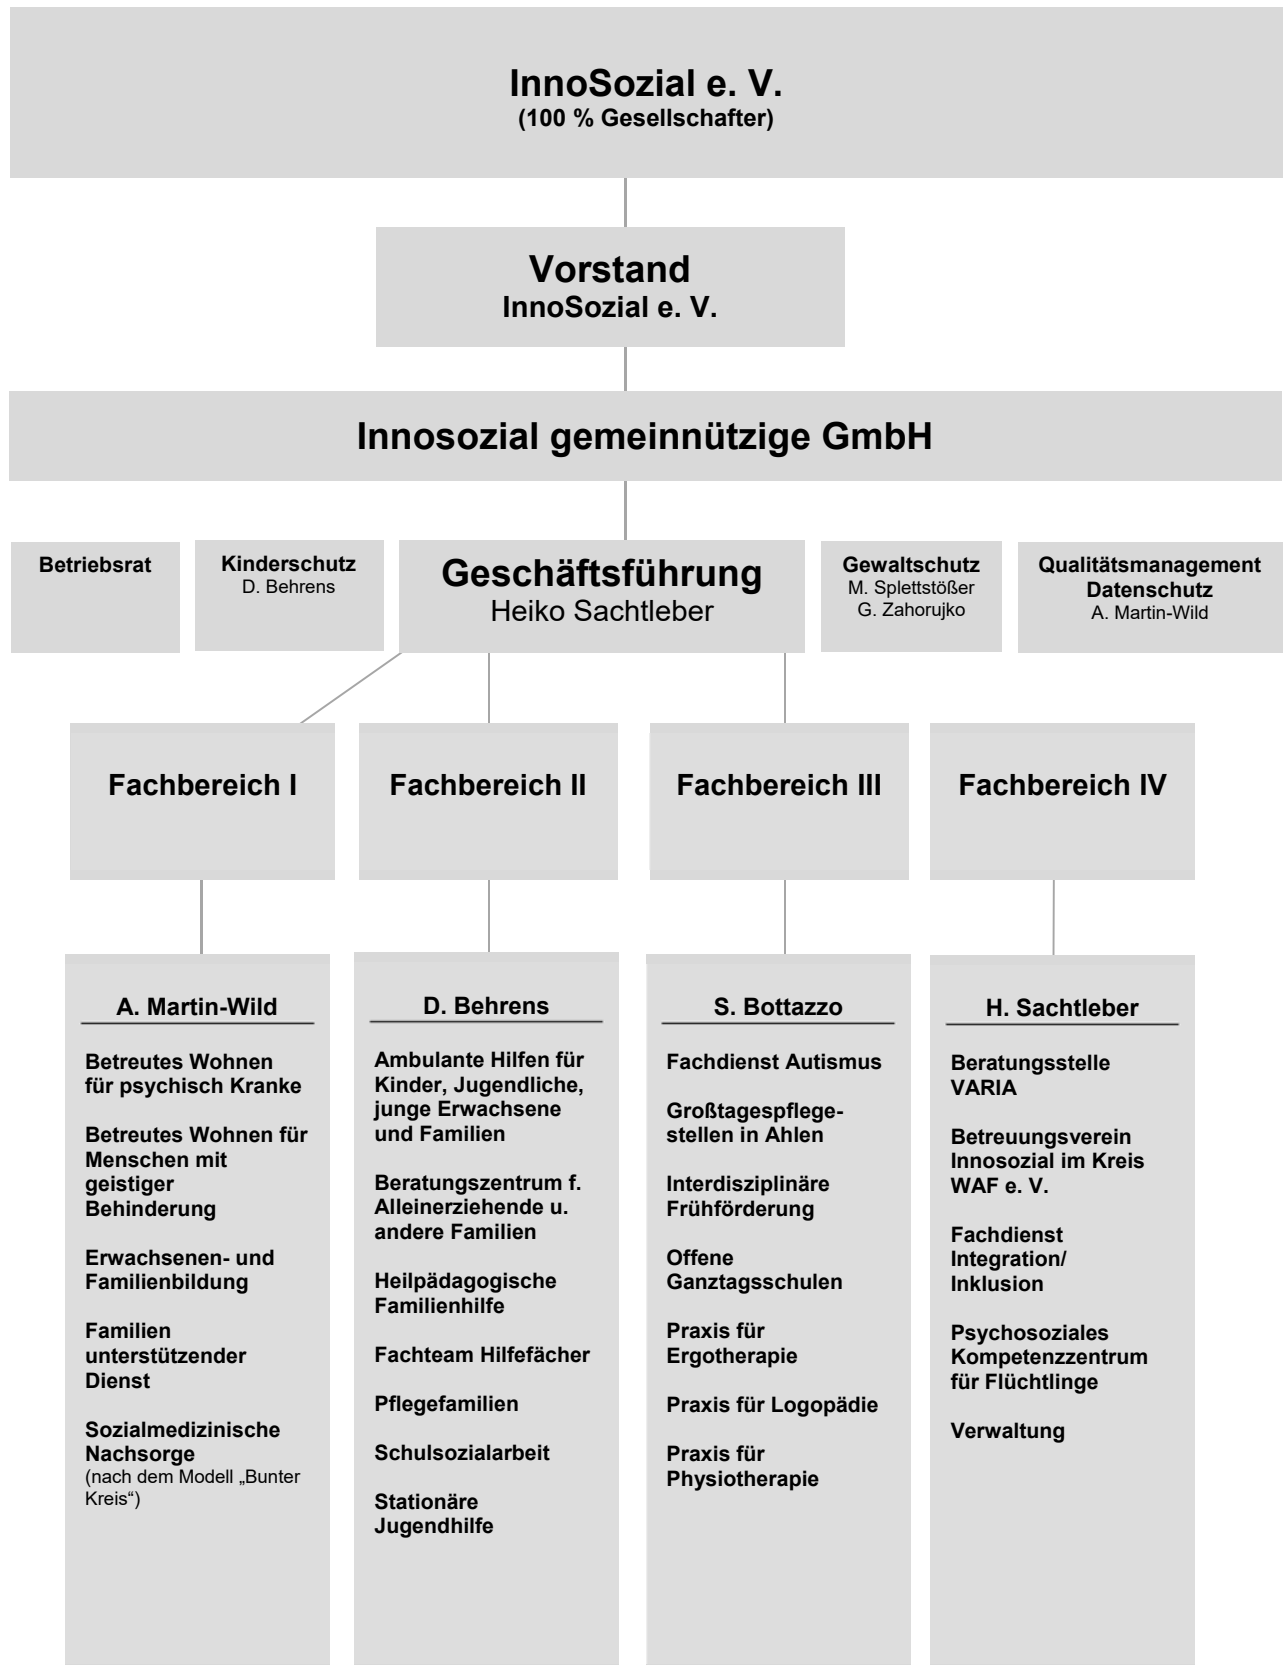 InnoSozial e. V.
(100 % Gesellschafter)
Vorstand
InnoSozial e. V.
Innosozial gemeinnützige GmbH
Betriebsrat
Kinderschutz
D. Behrens
Geschäftsführung
Heiko Sachtleber
Gewaltschutz
M. Splettstößer
G. Zahorujko
Qualitätsmanagement
Datenschutz
A. Martin-Wild
Fachbereich I
Fachbereich II
Fachbereich III
Fachbereich IV
A. Martin-Wild
Betreutes Wohnen
für psychisch Kranke
Betreutes Wohnen für
Menschen mit
geistiger
Behinderung
Erwachsenen- und
Familienbildung
Familien
unterstützender
Dienst
Sozialmedizinische
Nachsorge
(nach dem Modell „Bunter
Kreis“)
D. Behrens
Ambulante Hilfen für
Kinder, Jugendliche,
junge Erwachsene
und Familien
Beratungszentrum f.
Alleinerziehende u.
andere Familien
Heilpädagogische
Familienhilfe
Fachteam Hilfefächer
Pflegefamilien
Schulsozialarbeit
Stationäre
Jugendhilfe
S. Bottazzo
Fachdienst Autismus
Großtagespflege-
stellen in Ahlen
Interdisziplinäre
Frühförderung
Offene
Ganztagsschulen
Praxis für
Ergotherapie
Praxis für Logopädie
Praxis für
Physiotherapie
H. Sachtleber
Beratungsstelle
VARIA
Betreuungsverein
Innosozial im Kreis
WAF e. V.
Fachdienst
Integration/
Inklusion
Psychosoziales
Kompetenzzentrum
für Flüchtlinge
Verwaltung